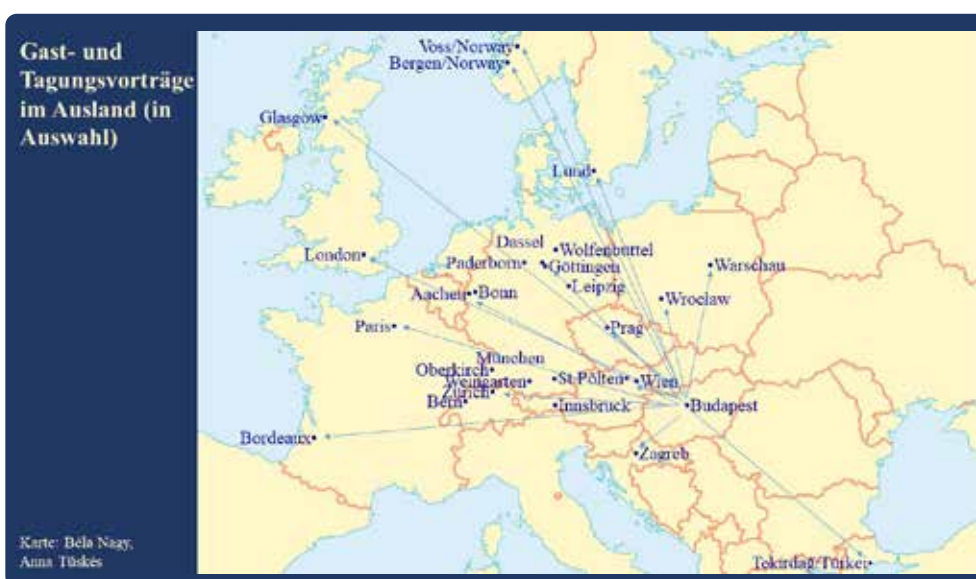 Gast- und
Tagungsvorträge
im Ausland (in
Auswahl)
Voss/Norway
Bergen/Norway
Glasgow
Lund
Dassel
Wolfenbüttel
London
Paderborn
Göttingen
Warschau
Leipzig
Aachen
Bonn
Wrocław
Paris
Prag
München
Oberkirch
Weingarten
St Pölten
Wien
Zürich
Bern
Innsbruck
Budapest
Bordeaux
Zagreb
Tekirdag/Türkei
Karte: Béla Nagy,
Anna Tüskés